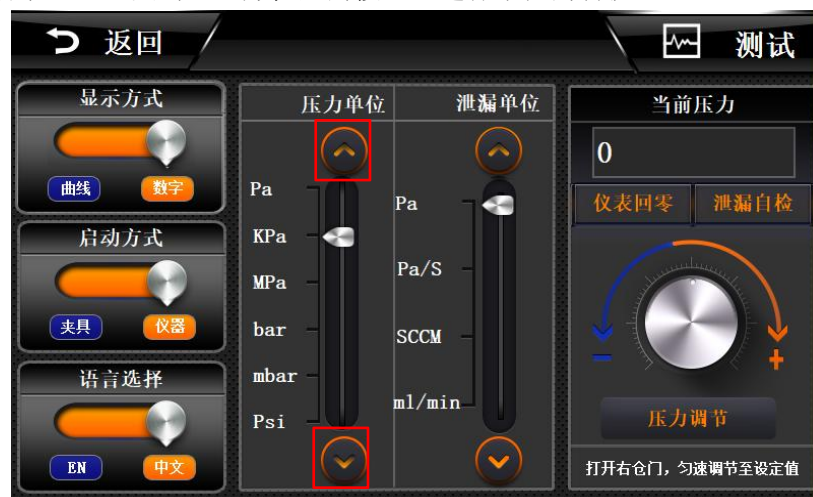 返回
测试
显示方式
曲线 数字
启动方式
夹具 仪器
语言选择
EN 中文
压力单位
Pa
KPa
MPa
bar
mbar
Psi
泄漏单位
Pa
Pa/S
SCCM
ml/min
当前压力
0
仪表回零 泄漏自检
− +
压力调节
打开右仓门，匀速调节至设定值